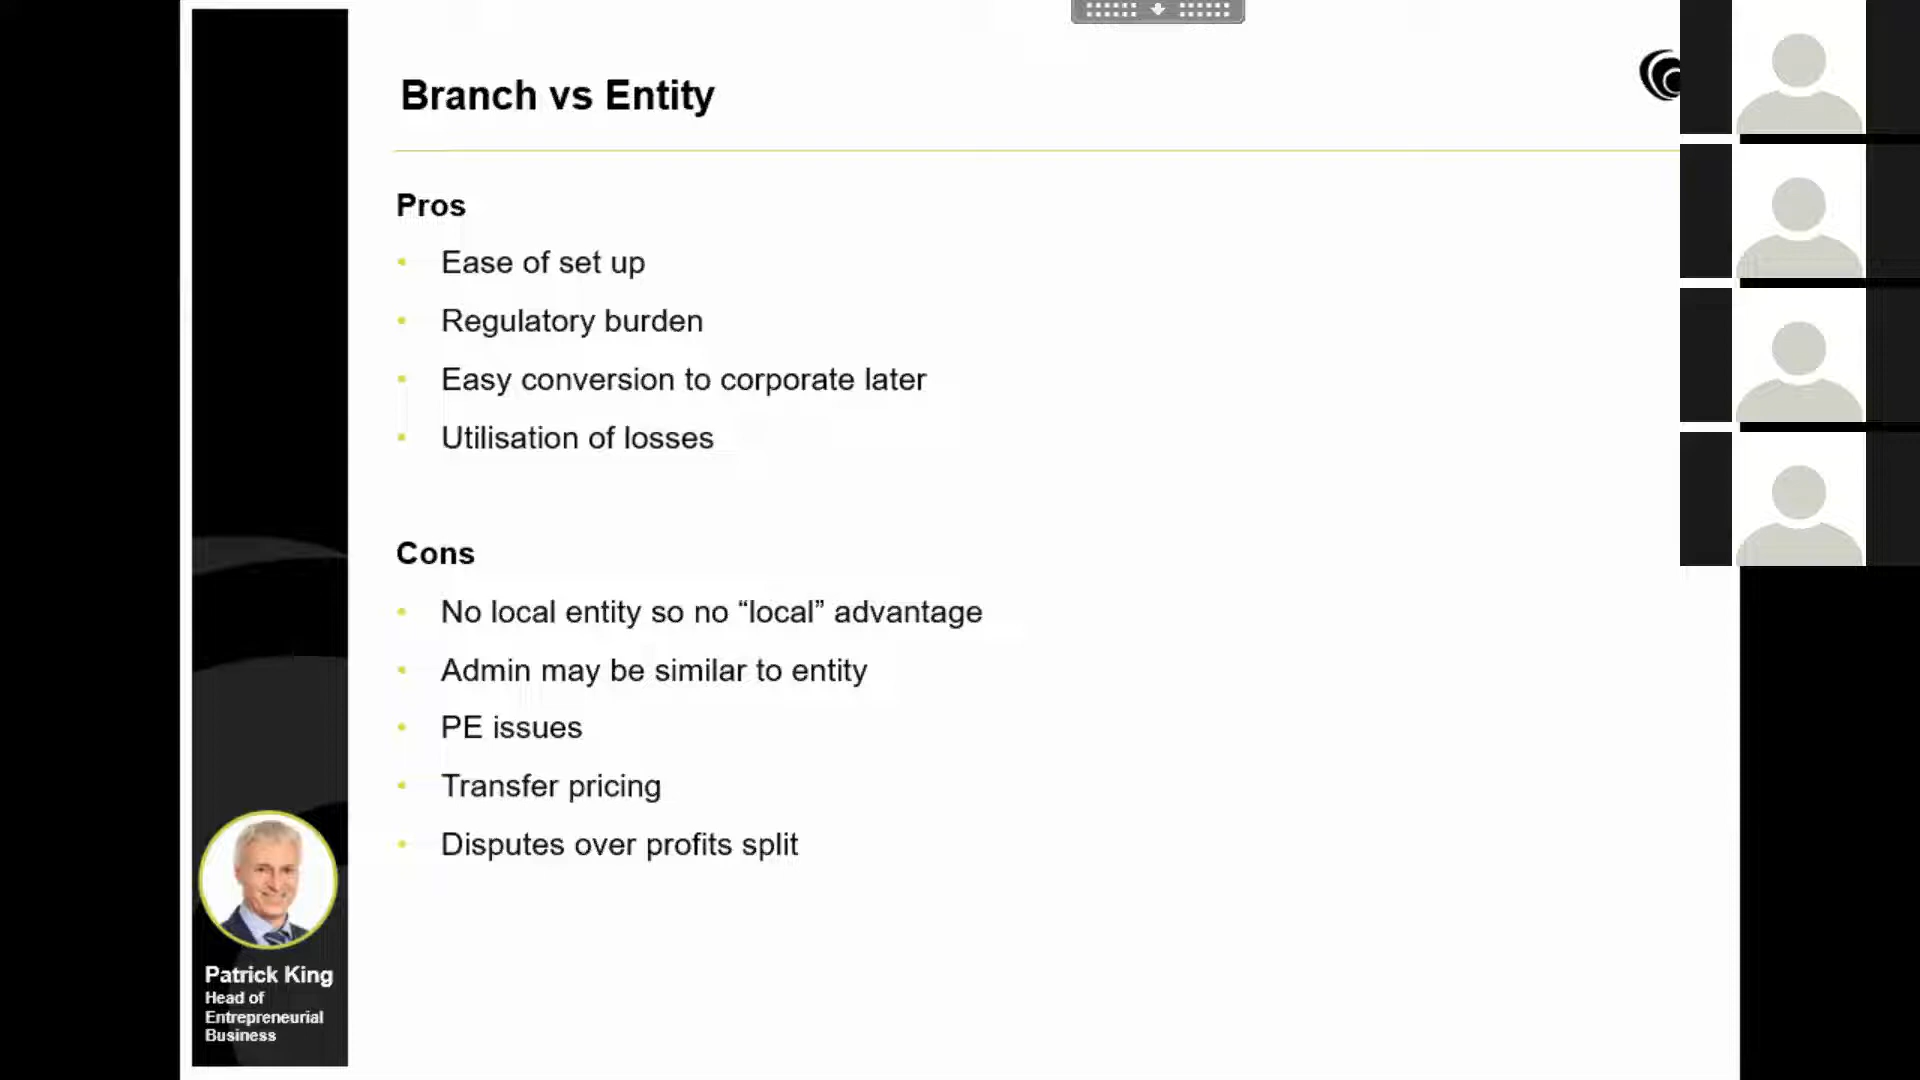 Branch vs Entity
Pros
• Ease of set up
• Regulatory burden
• Easy conversion to corporate later
• Utilisation of losses
Cons
• No local entity so no “local” advantage
• Admin may be similar to entity
• PE issues
• Transfer pricing
• Disputes over profits split
Patrick King
Head of
Entrepreneurial
Business